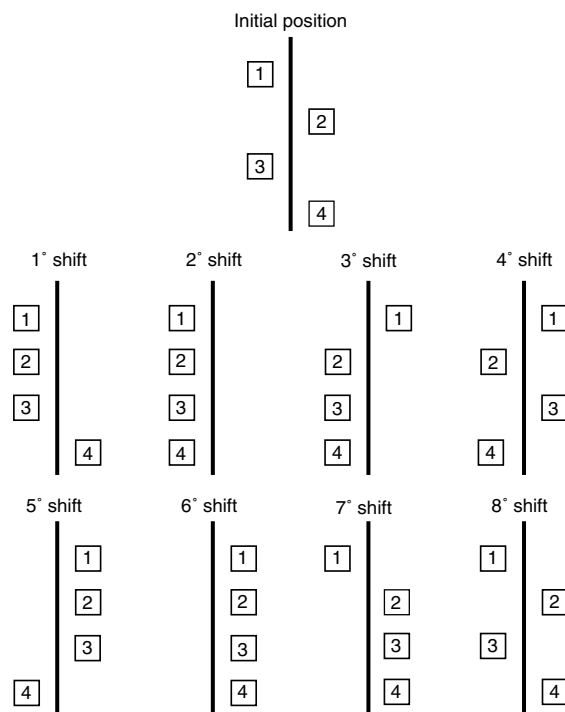 Initial position
1
2
3
4
1° shift 2° shift 3° shift 4° shift
1 1 1 1
2 2 2 2
3 3 3 3
4 4 4 4
5° shift 6° shift 7° shift 8° shift
1 1 1 1
2 2 2 2
3 3 3 3
4 4 4 4